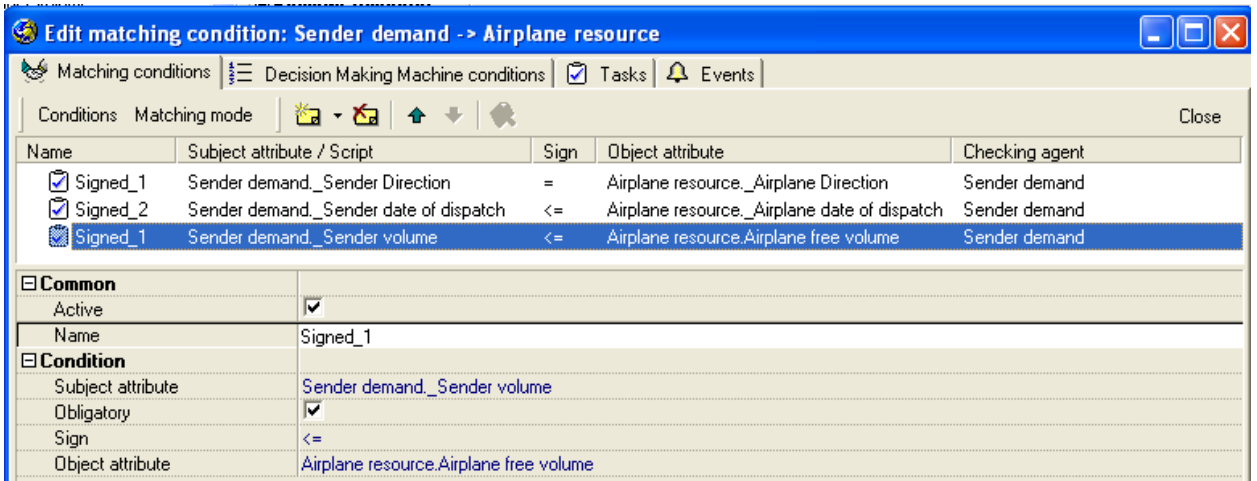 Edit matching condition: Sender demand -> Airplane resource
Matching conditions Decision Making Machine conditions Tasks Events
Conditions Matching mode Close
Name Subject attribute / Script Sign Object attribute Checking agent
Signed_1 Sender demand._Sender Direction = Airplane resource._Airplane Direction Sender demand
Signed_2 Sender demand._Sender date of dispatch <= Airplane resource._Airplane date of dispatch Sender demand
Signed_1 Sender demand._Sender volume <= Airplane resource.Airplane free volume Sender demand
Common
Active
Name Signed_1
Condition
Subject attribute Sender demand._Sender volume
Obligatory
Sign <=
Object attribute Airplane resource.Airplane free volume